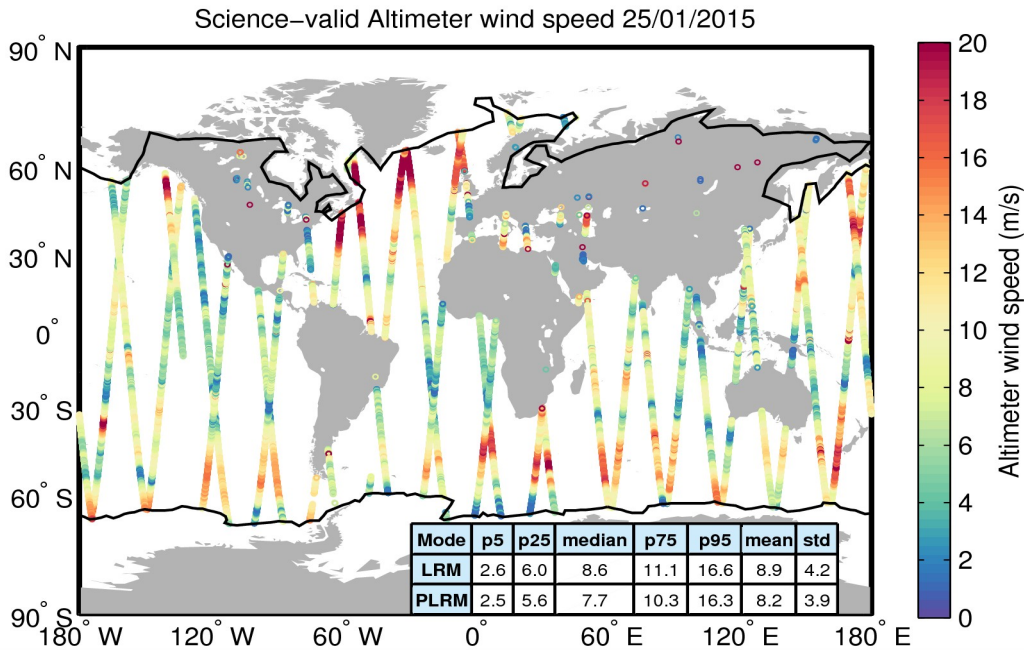 Science−valid Altimeter wind speed 25/01/2015
90° N
60° N
30° N
0°
30° S
60° S
90° S
180° W
120° W
60° W
0°
60° E
120° E
180° E
Mode p5 p25 median p75 p95 mean std
LRM 2.6 6.0 8.6 11.1 16.6 8.9 4.2
PLRM 2.5 5.6 7.7 10.3 16.3 8.2 3.9
20
18
16
14
12
10
8
6
4
2
0
Altimeter wind speed (m/s)